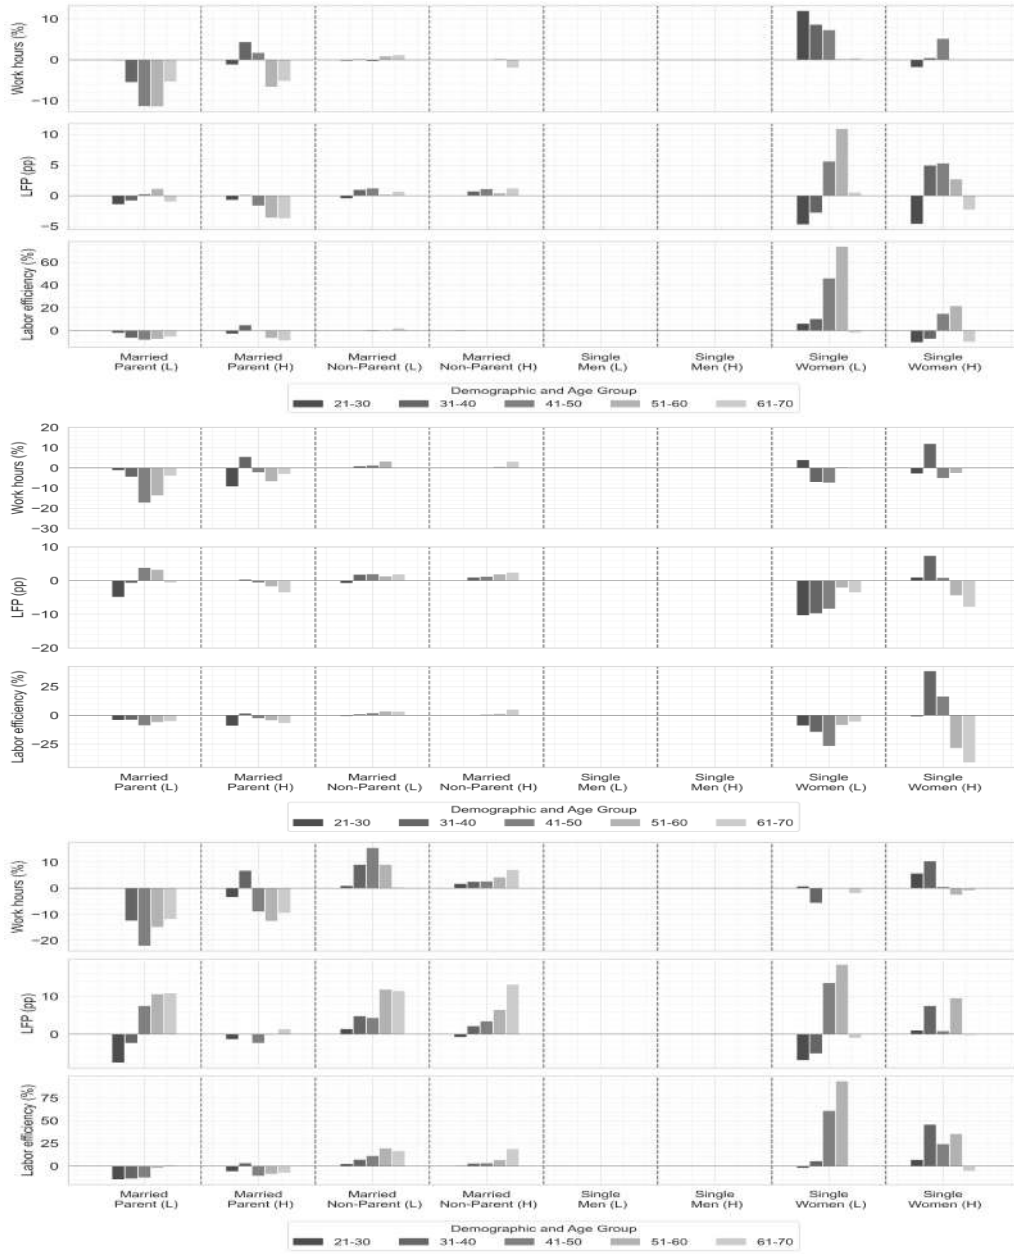 Work hours (%)
10
0
−10
LFP (pp)
10
5
0
−5
Labor efficiency (%)
60
40
20
0
Married Married Married Married Single Single Single Single
Parent (L) Parent (H) Non-Parent (L) Non-Parent (H) Men (L) Men (H) Women (L) Women (H)
Demographic and Age Group
21-30 31-40 41-50 51-60 61-70
Work hours (%)
20
10
0
−10
−20
−30
LFP (pp)
10
0
−10
−20
Labor efficiency (%)
25
0
−25
Married Married Married Married Single Single Single Single
Parent (L) Parent (H) Non-Parent (L) Non-Parent (H) Men (L) Men (H) Women (L) Women (H)
Demographic and Age Group
21-30 31-40 41-50 51-60 61-70
Work hours (%)
10
0
−10
−20
LFP (pp)
10
0
Labor efficiency (%)
75
50
25
0
Married Married Married Married Single Single Single Single
Parent (L) Parent (H) Non-Parent (L) Non-Parent (H) Men (L) Men (H) Women (L) Women (H)
Demographic and Age Group
21-30 31-40 41-50 51-60 61-70